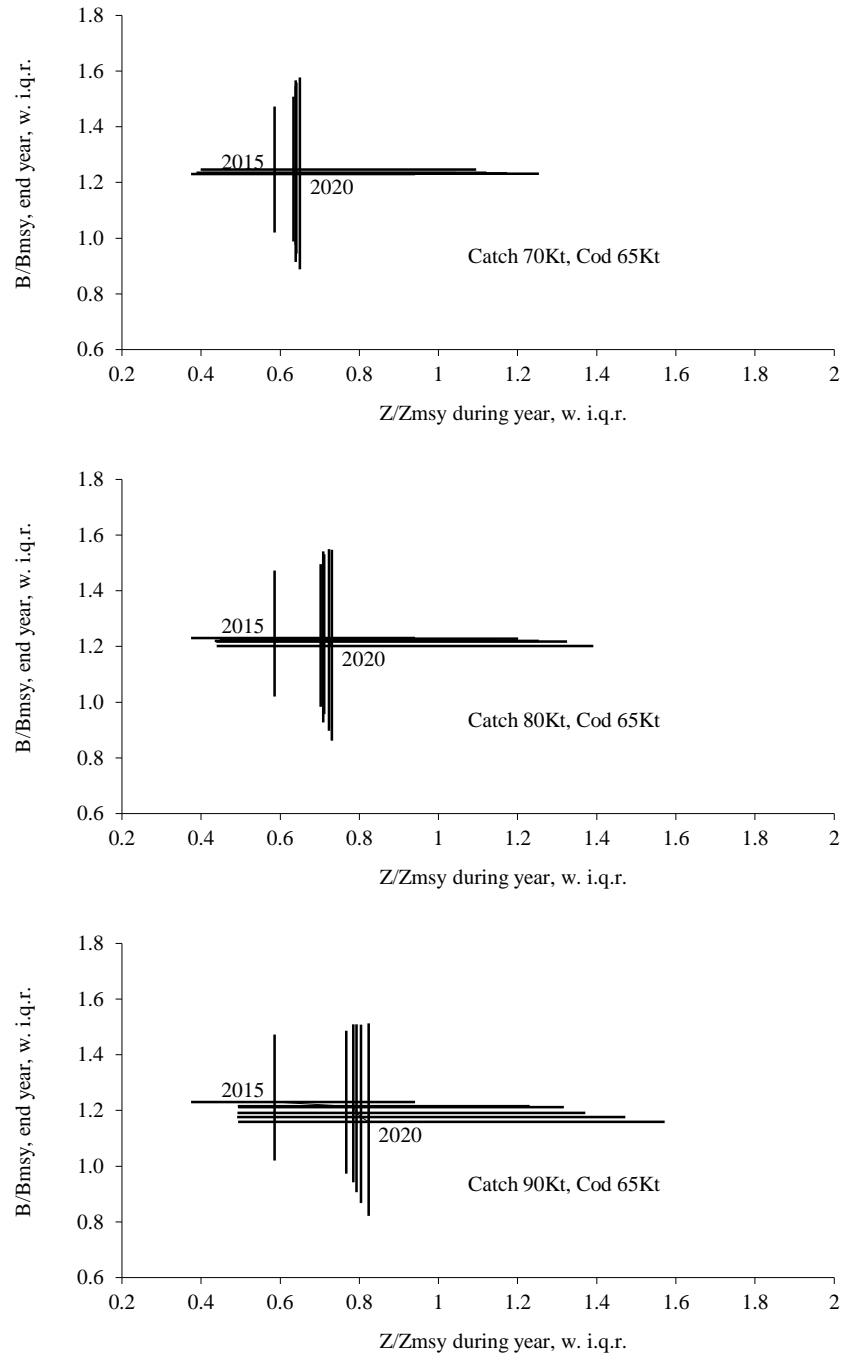 1.8
1.6
1.4
1.2
1.0
0.8
0.6
B/Bmsy, end year, w. i.q.r.
2015
2020
Catch 70Kt, Cod 65Kt
0.2 0.4 0.6 0.8 1 1.2 1.4 1.6 1.8 2
Z/Zmsy during year, w. i.q.r.
1.8
1.6
1.4
1.2
1.0
0.8
0.6
B/Bmsy, end year, w. i.q.r.
2015
2020
Catch 80Kt, Cod 65Kt
0.2 0.4 0.6 0.8 1 1.2 1.4 1.6 1.8 2
Z/Zmsy during year, w. i.q.r.
1.8
1.6
1.4
1.2
1.0
0.8
0.6
B/Bmsy, end year, w. i.q.r.
2015
2020
Catch 90Kt, Cod 65Kt
0.2 0.4 0.6 0.8 1 1.2 1.4 1.6 1.8 2
Z/Zmsy during year, w. i.q.r.